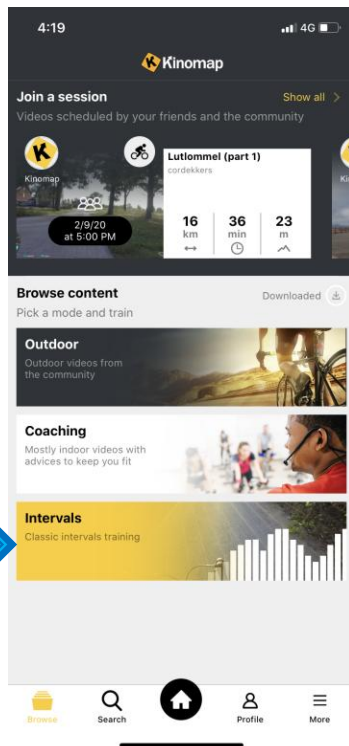 4:19
4G
Kinomap
Join a session
Show all >
Videos scheduled by your friends and the community
K
Kinomap
2/9/20
at 5:00 PM
Lutlommel (part 1)
cordekkers
16 36 23
km min m
Ki
Browse content
Downloaded
Pick a mode and train
Outdoor
Outdoor videos from
the community
Coaching
Mostly indoor videos with
advices to keep you fit
Intervals
Classic intervals training
Browse Search Profile More